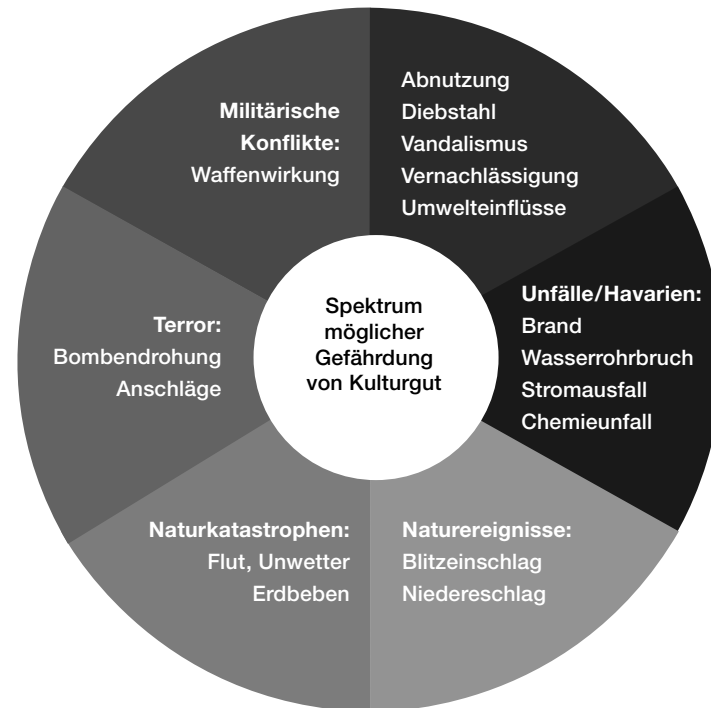 Abnutzung
Diebstahl
Vandalismus
Vernachlässigung
Umwelteinflüsse
Unfälle/Havarien:
Brand
Wasserrohrbruch
Stromausfall
Chemieunfall
Naturereignisse:
Blitzeinschlag
Niedereschlag
Naturkatastrophen:
Flut, Unwetter
Erdbeben
Terror:
Bombendrohung
Anschläge
Militärische
Konflikte:
Waffenwirkung
Spektrum
möglicher
Gefährdung
von Kulturgut